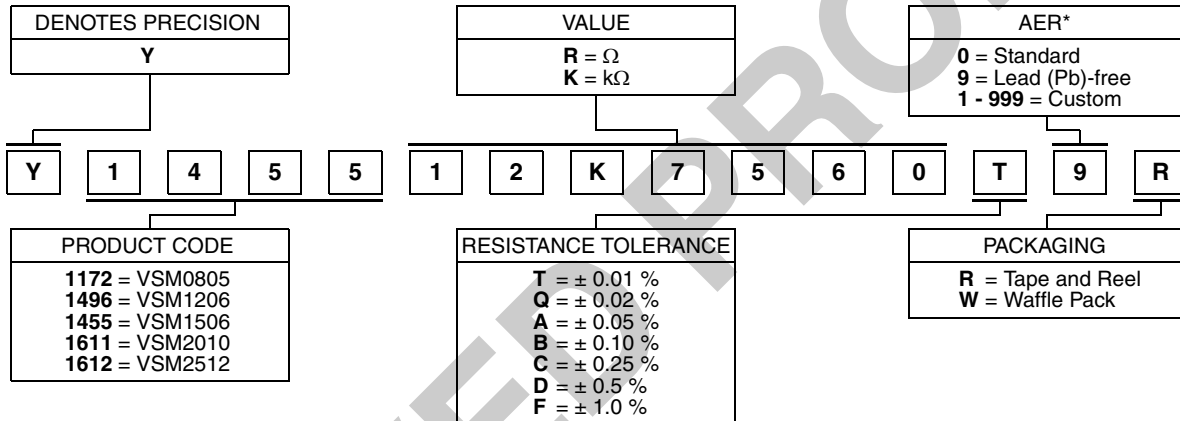 DENOTES PRECISION
Y
VALUE
R = Ω
K = kΩ
AER*
0 = Standard
9 = Lead (Pb)-free
1 - 999 = Custom
Y 1 4 5 5 1 2 K 7 5 6 0 T 9 R
PRODUCT CODE
1172 = VSM0805
1496 = VSM1206
1455 = VSM1506
1611 = VSM2010
1612 = VSM2512
RESISTANCE TOLERANCE
T = ± 0.01 %
Q = ± 0.02 %
A = ± 0.05 %
B = ± 0.10 %
C = ± 0.25 %
D = ± 0.5 %
F = ± 1.0 %
PACKAGING
R = Tape and Reel
W = Waffle Pack